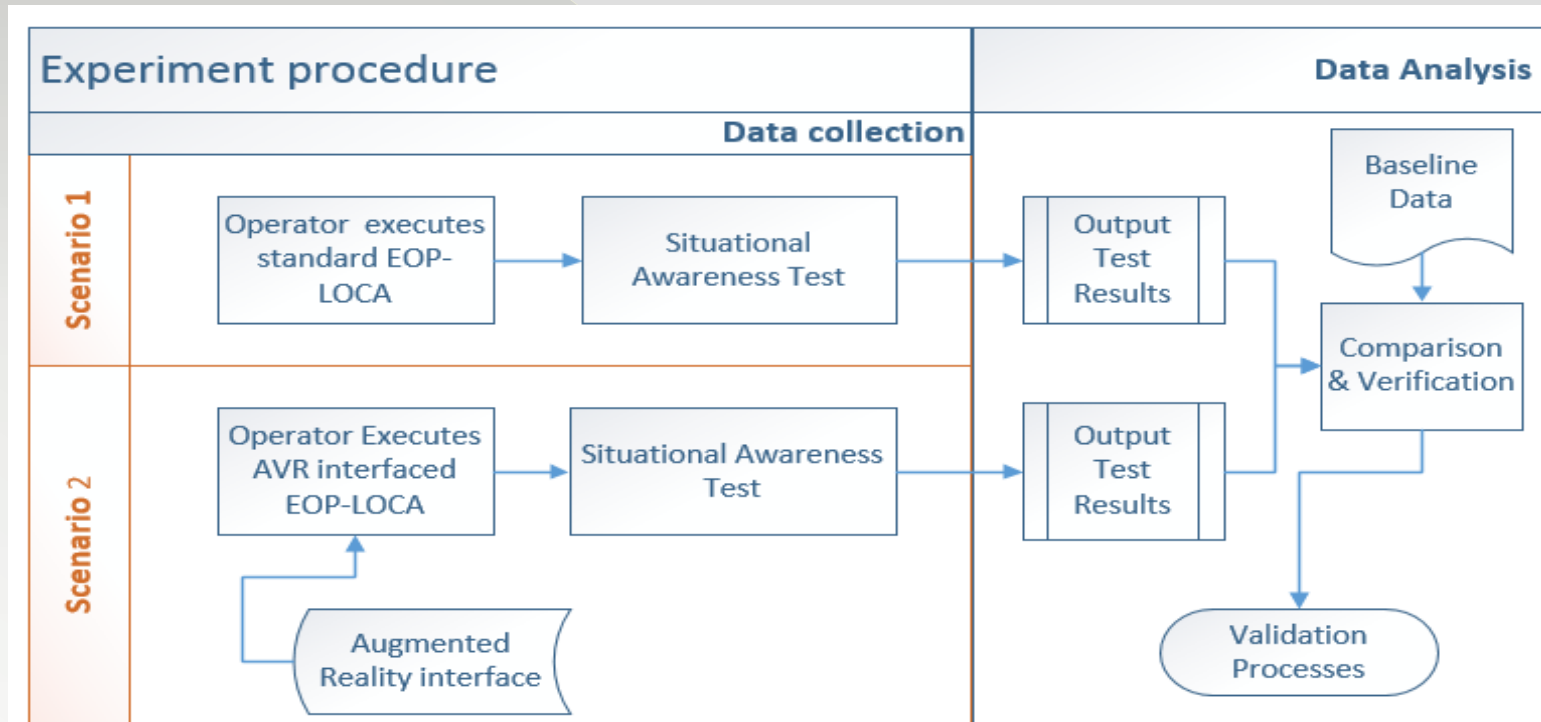 Experiment procedure
Data Analysis
Data collection
Scenario 1
Operator executes
standard EOP-
LOCA
Situational
Awareness Test
Output
Test
Results
Baseline
Data
Comparison
& Verification
Scenario 2
Operator Executes
AVR interfaced
EOP-LOCA
Situational Awareness
Test
Output
Test
Results
Augmented
Reality interface
Validation
Processes